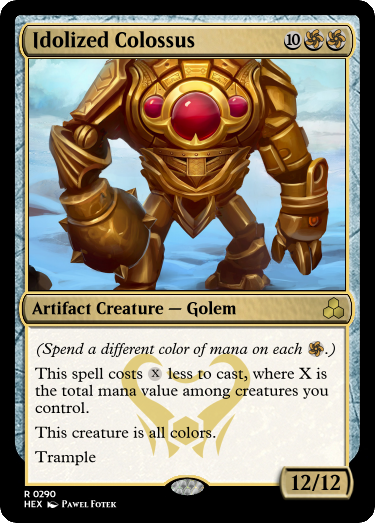 Idolized Colossus 10
Artifact Creature — Golem
(Spend a different color of mana on each .)
This spell costs X less to cast, where X is
the total mana value among creatures you
control.
This creature is all colors.
Trample
12/12
R 0290
HEX Pawel Fotek